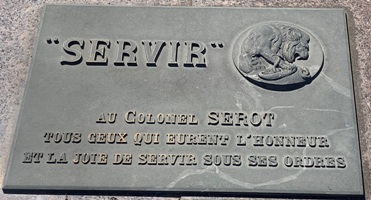 "SERVIR"
AU COLONEL SEROT
TOUS CEUX QUI EURENT L'HONNEUR
ET LA JOIE DE SERVIR SOUS SES ORDRES